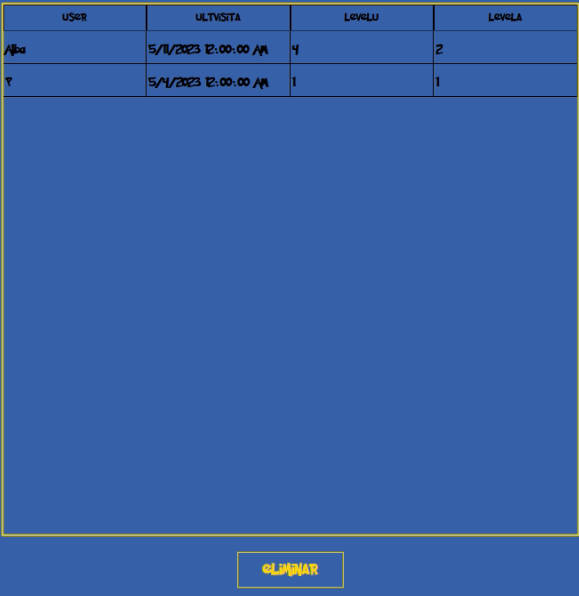 USER ULTVISITA LEVELU LEVELA
Alba 5/11/2023 12:00:00 AM 4 2
P 5/4/2023 12:00:00 AM 1 1
ELIMINAR